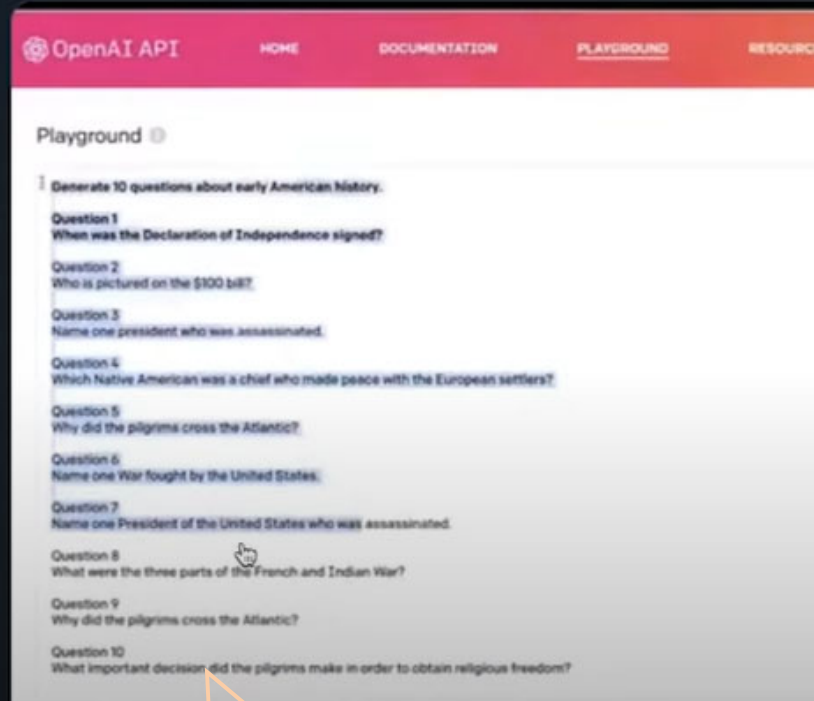 OpenAI API
HOME
DOCUMENTATION
PLAYGROUND
Playground
Generate 10 questions about early American history.
Question 1
When was the Declaration of Independence signed?
Question 2
Who is pictured on the $100 bill?
Question 3
Name one president who was assassinated.
Question 4
Which Native American was a chief who made peace with the European settlers?
Question 5
Why did the pilgrims cross the Atlantic?
Question 6
Name one War fought by the United States.
Question 7
Name one President of the United States who was assassinated.
Question 8
What were the three parts of the French and Indian War?
Question 9
Why did the pilgrims cross the Atlantic?
Question 10
What important decision did the pilgrims make in order to obtain religious freedom?